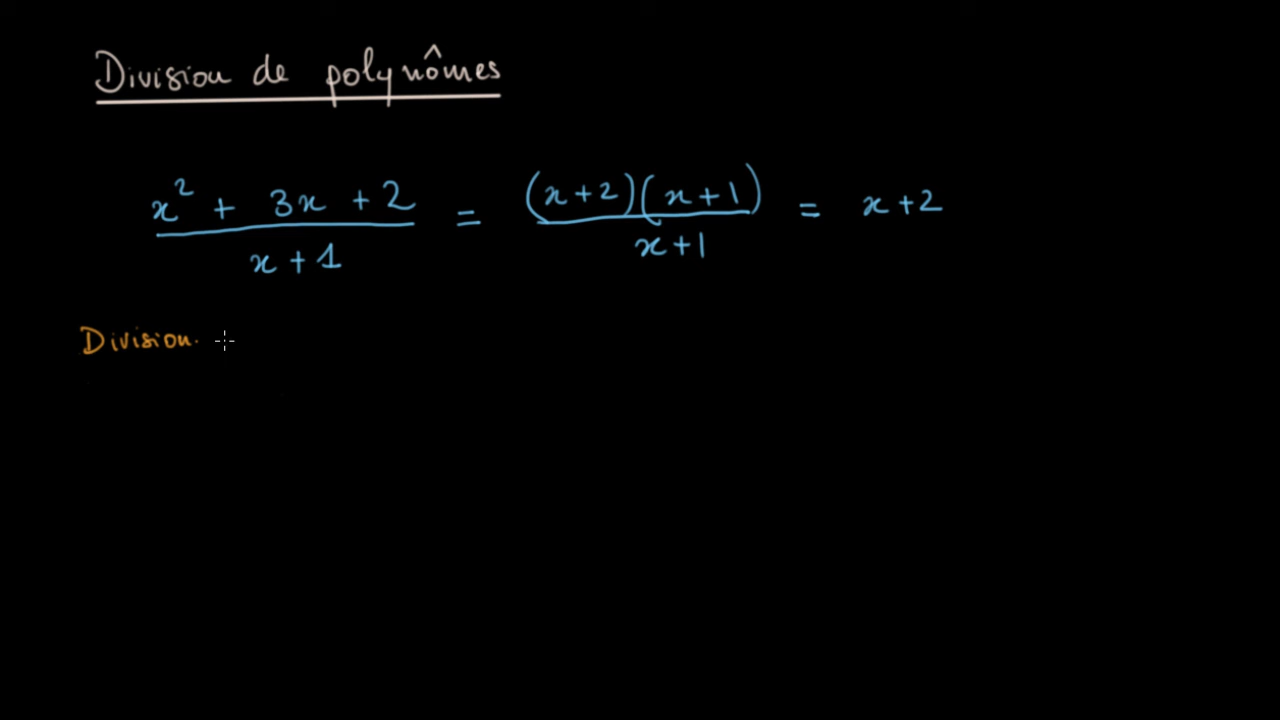 Division de polynômes
x² + 3x + 2 / x + 1 = (x+2)(x+1) / x+1 = x+2
Division